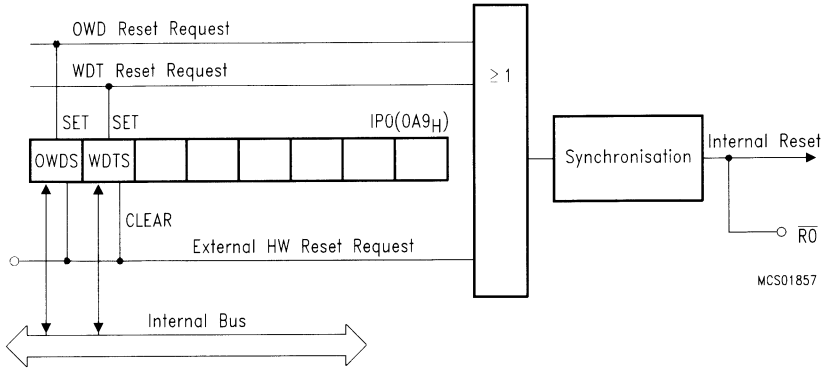 OWD Reset Request
WDT Reset Request
≥ 1
SET SET
IP0(0A9H)
OWDS WDTS
Synchronisation
Internal Reset
CLEAR
External HW Reset Request
RO
MCS01857
Internal Bus